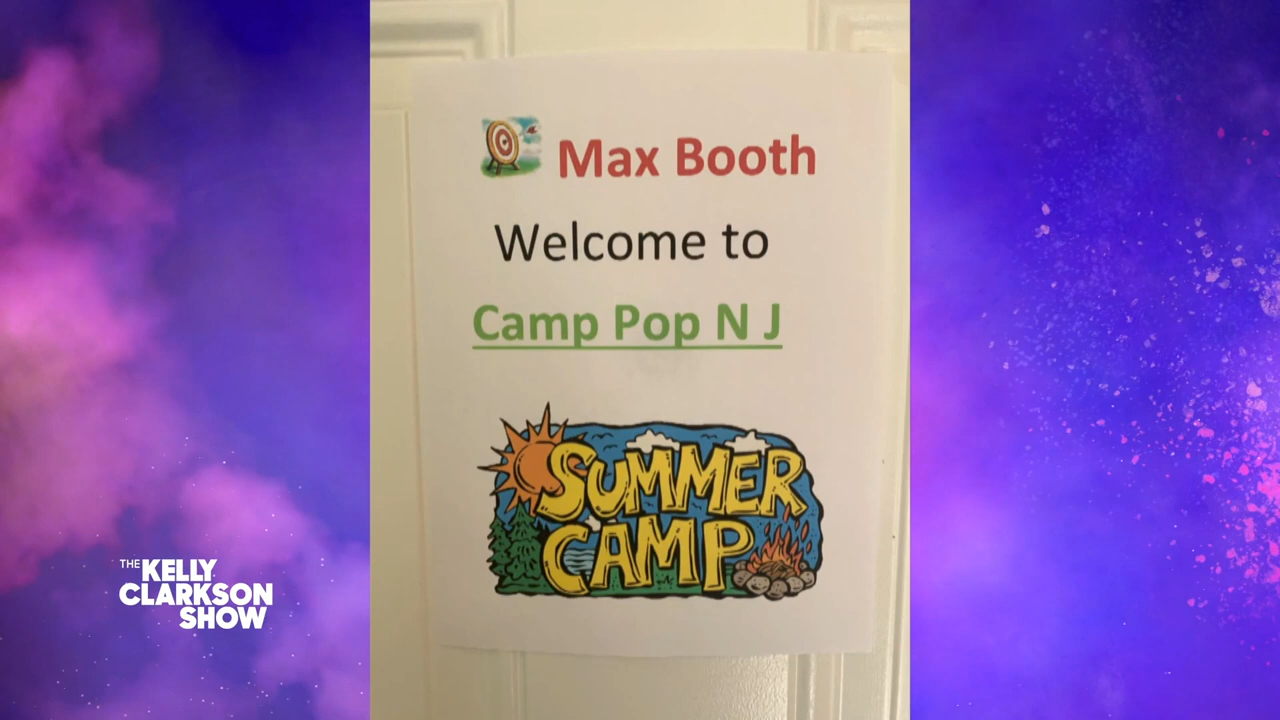 Max Booth
Welcome to
Camp Pop N J
SUMMER
CAMP
THE
KELLY
CLARKSON
SHOW